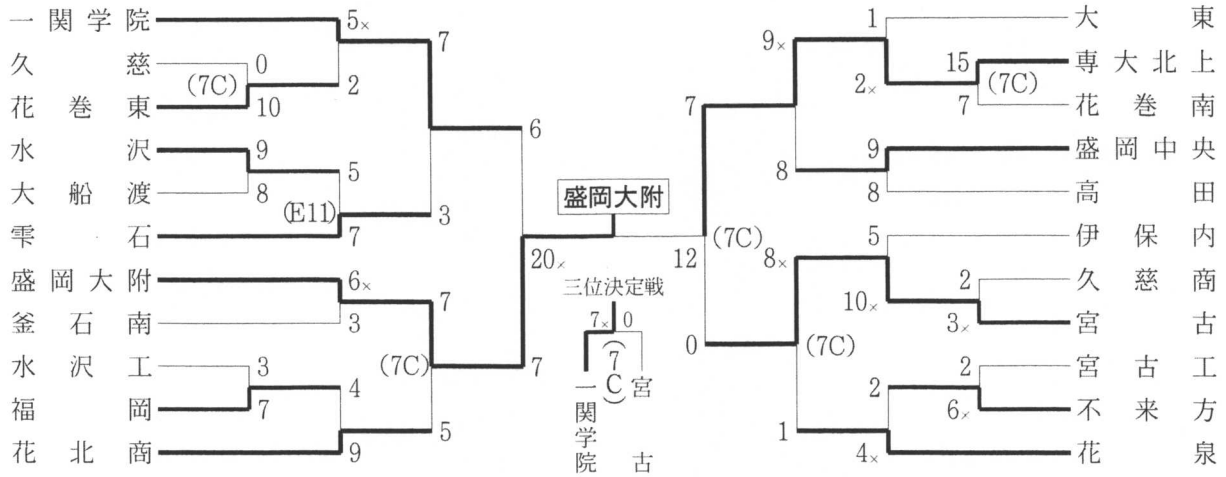 一関学院 5× 7 1 大東
久慈 0 9× 15 専大北上
(7C) 2 2× (7C)
花巻東 10 7 7 花巻南
水沢 9 6 9 盛岡中央
大船渡 8 5 盛岡大附 8 8 高田
(E11) 3
雫石 7 20× 12 (7C) 8× 5 伊保内
盛岡大附 6× 7 三位決定戦 10× 2 久慈商
釜石南 3 7× 0 0 (7C) 3× 宮古
水沢工 3 (7C) 7 (7C) 2 宮古工
福岡 7 4 一関学院 宮古 2 6× 不来方
花北商 9 5 1 4× 花泉